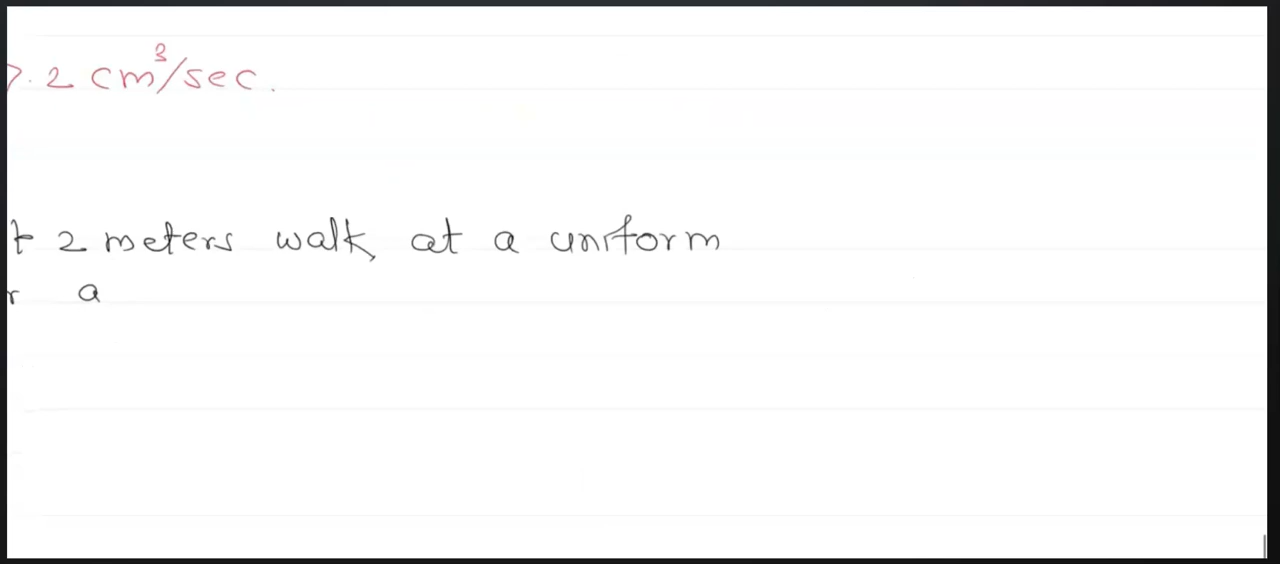 .2 cm³/sec.
2 meters walk at a uniform
a